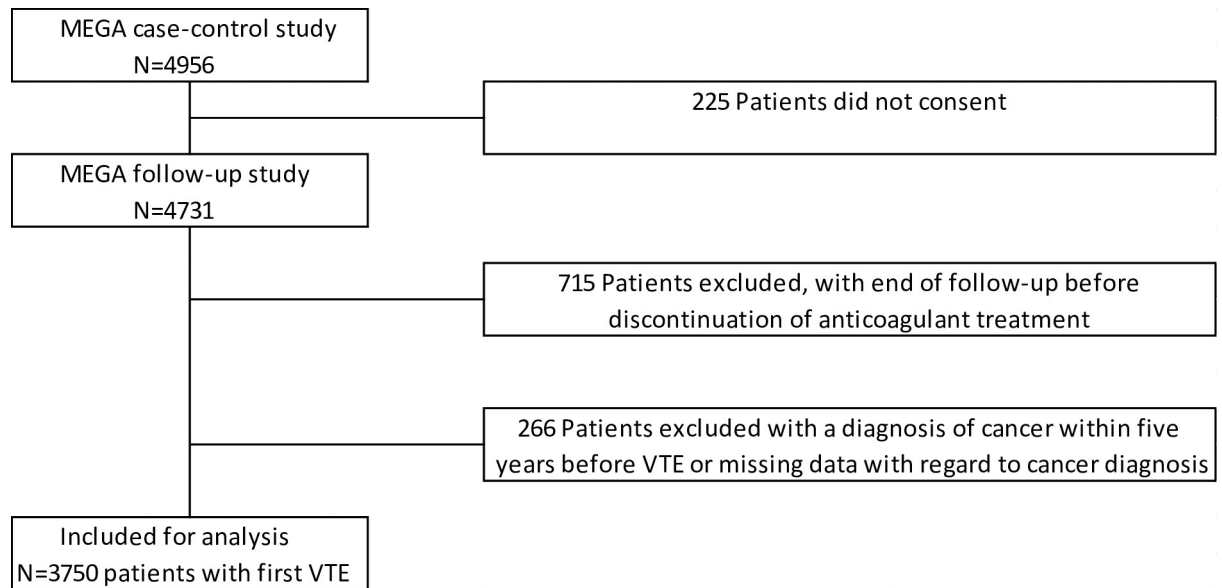 MEGA case-control study
N=4956
225 Patients did not consent
MEGA follow-up study
N=4731
715 Patients excluded, with end of follow-up before
discontinuation of anticoagulant treatment
266 Patients excluded with a diagnosis of cancer within five
years before VTE or missing data with regard to cancer diagnosis
Included for analysis
N=3750 patients with first VTE